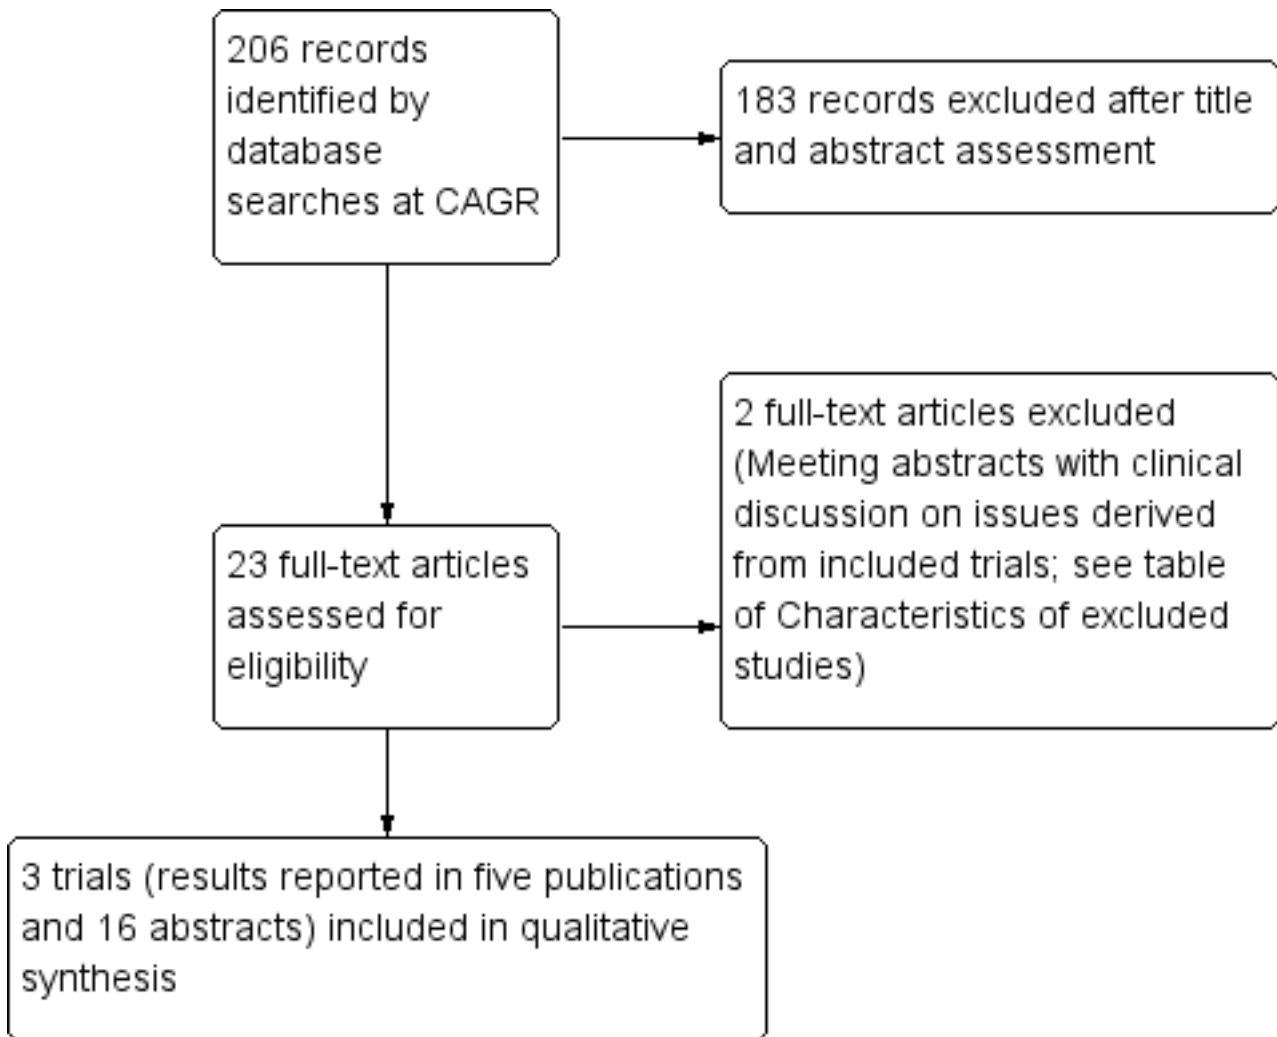 206 records
identified by
database
searches at CAGR
183 records excluded after title
and abstract assessment
23 full-text articles
assessed for
eligibility
2 full-text articles excluded
(Meeting abstracts with clinical
discussion on issues derived
from included trials; see table
of Characteristics of excluded
studies)
3 trials (results reported in five publications
and 16 abstracts) included in qualitative
synthesis